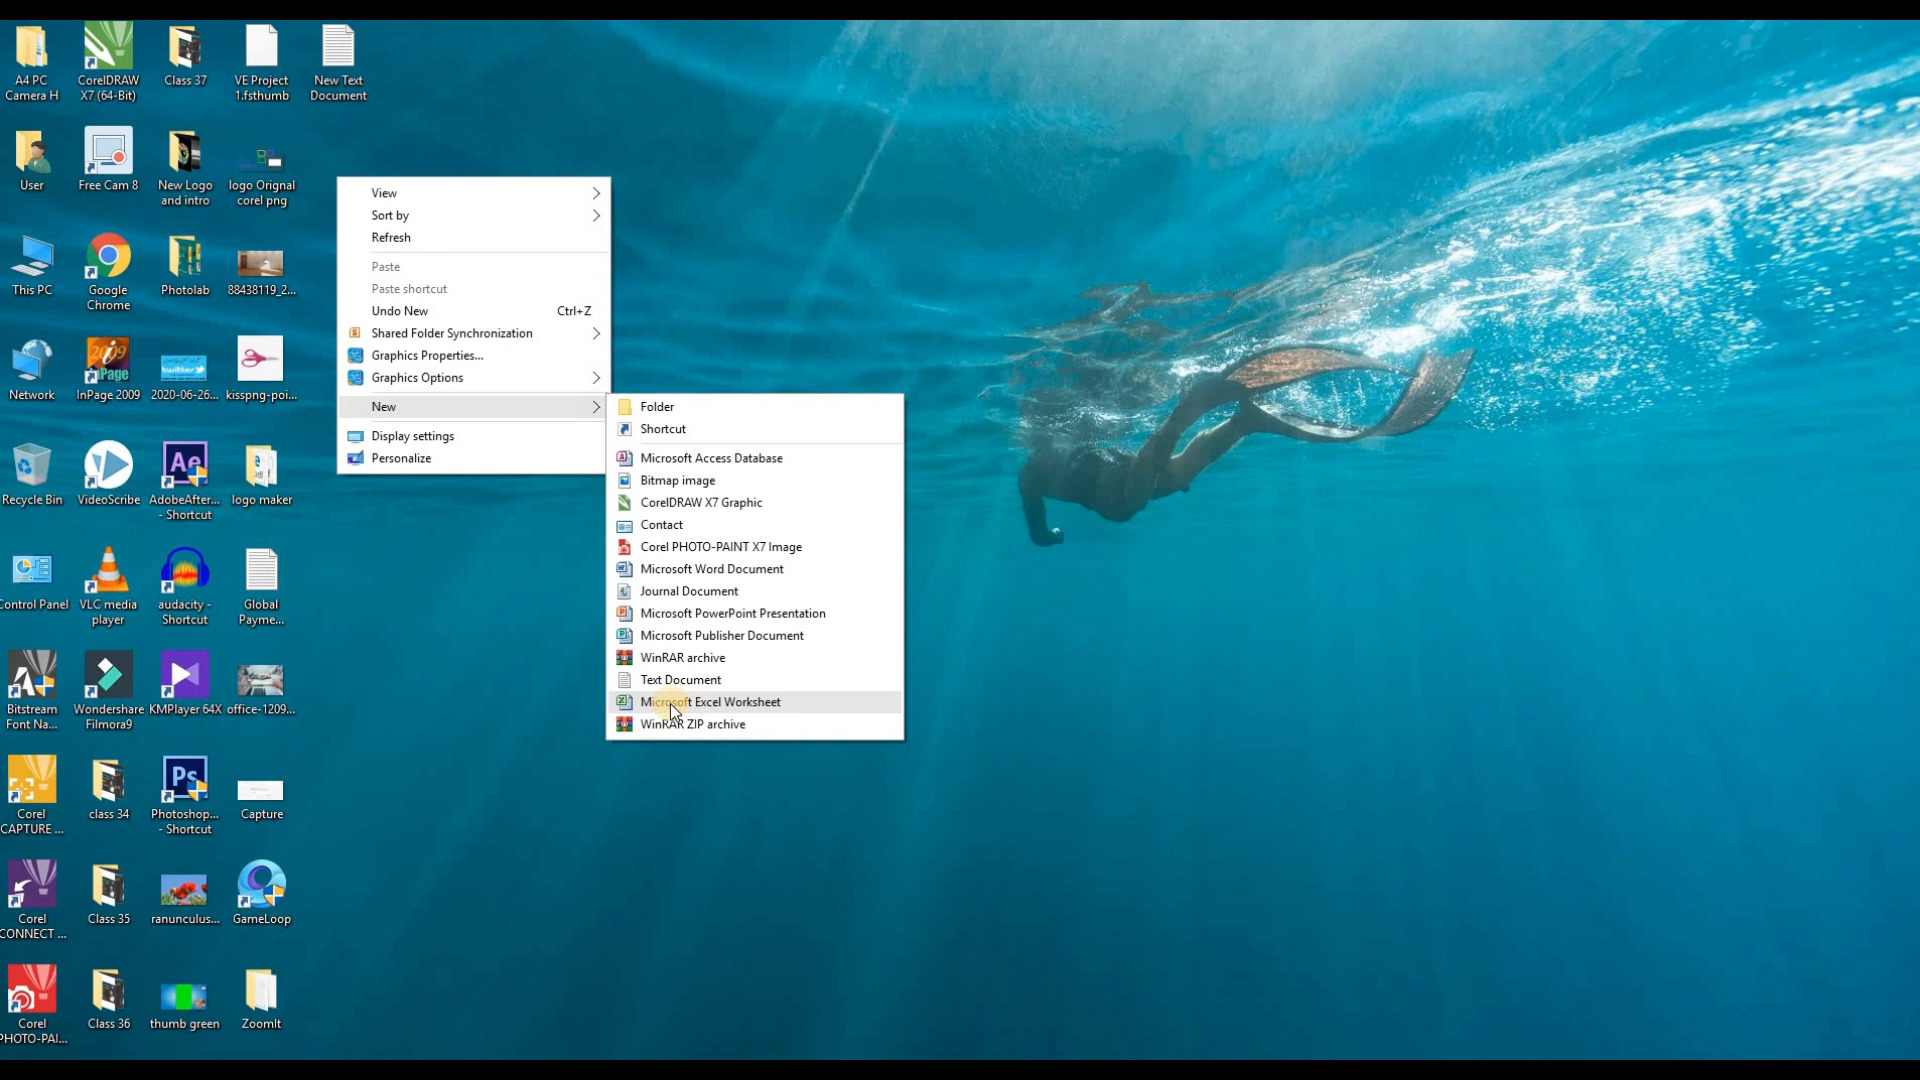 A4 PC
Camera H
CorelDRAW
X7 (64-Bit)
Class 37
VE Project
1.fsthumb
New Text
Document
User
Free Cam 8
New Logo
and intro
logo Orignal
corel png
This PC
Google
Chrome
Photolab
88438119_2...
Network
InPage 2009
2020-06-26...
kisspng-poi...
Recycle Bin
VideoScribe
AdobeAfter...
- Shortcut
logo maker
ontrol Panel
VLC media
player
audacity -
Shortcut
Global
Payme...
Bitstream
Font Na...
Wondershare
Filmora9
KMPlayer 64X
office-1209...
Corel
CAPTURE ...
class 34
Photoshop...
- Shortcut
Capture
Corel
CONNECT ...
Class 35
ranunculus...
GameLoop
Corel
PHOTO-PAI...
Class 36
thumb green
ZoomIt
View
Sort by
Refresh
Paste
Paste shortcut
Undo New Ctrl+Z
Shared Folder Synchronization
Graphics Properties...
Graphics Options
New
Display settings
Personalize
Folder
Shortcut
Microsoft Access Database
Bitmap image
CorelDRAW X7 Graphic
Contact
Corel PHOTO-PAINT X7 Image
Microsoft Word Document
Journal Document
Microsoft PowerPoint Presentation
Microsoft Publisher Document
WinRAR archive
Text Document
Microsoft Excel Worksheet
WinRAR ZIP archive